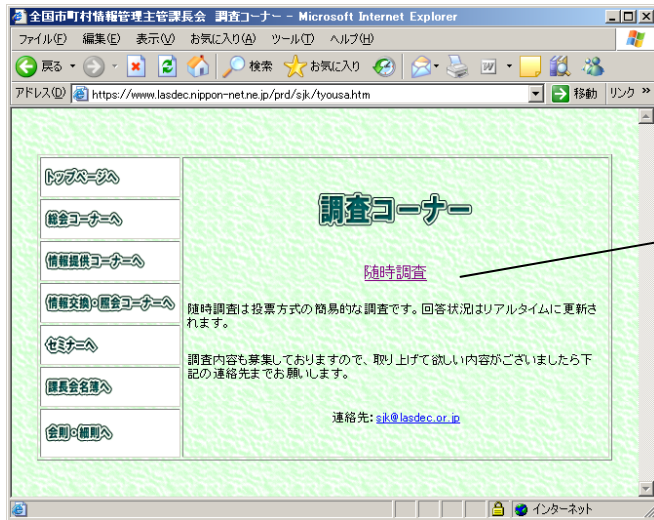 全国市町村情報管理主管課長会 調査コーナー - Microsoft Internet Explorer
ファイル(F) 編集(E) 表示(V) お気に入り(A) ツール(T) ヘルプ(H)
戻る 検索 お気に入り
アドレス(D) https://www.lasdec.nippon-net.ne.jp/prd/sjk/tyousa.htm 移動 リンク »
トップページへ
総会コーナーへ
情報提供コーナーへ
情報交換・照会コーナーへ
セミナーへ
課長会名簿へ
会則・細則へ
調査コーナー
随時調査
随時調査は投票方式の簡易的な調査です。回答状況はリアルタイムに更新さ
れます。
調査内容も募集しておりますので、取り上げて欲しい内容がございましたら下
記の連絡先までお願いします。
連絡先: sjk@lasdec.or.jp
インターネット